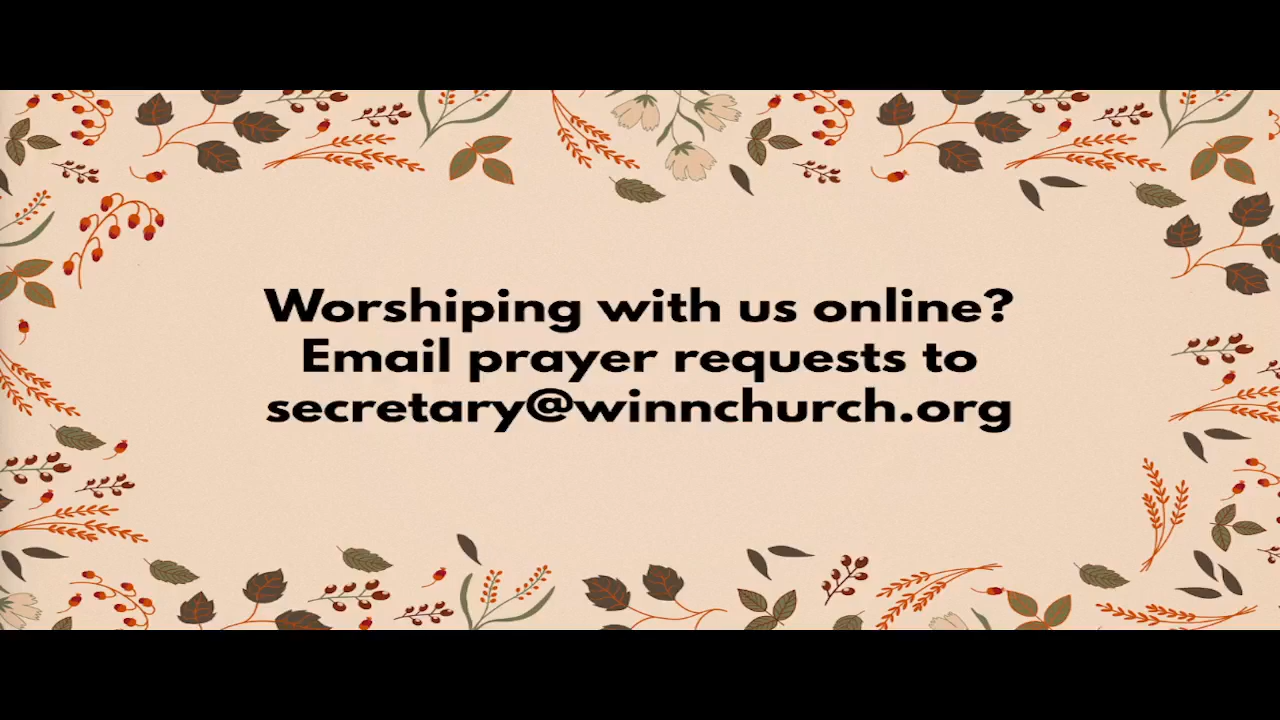 Worshiping with us online?
Email prayer requests to
secretary@winnchurch.org